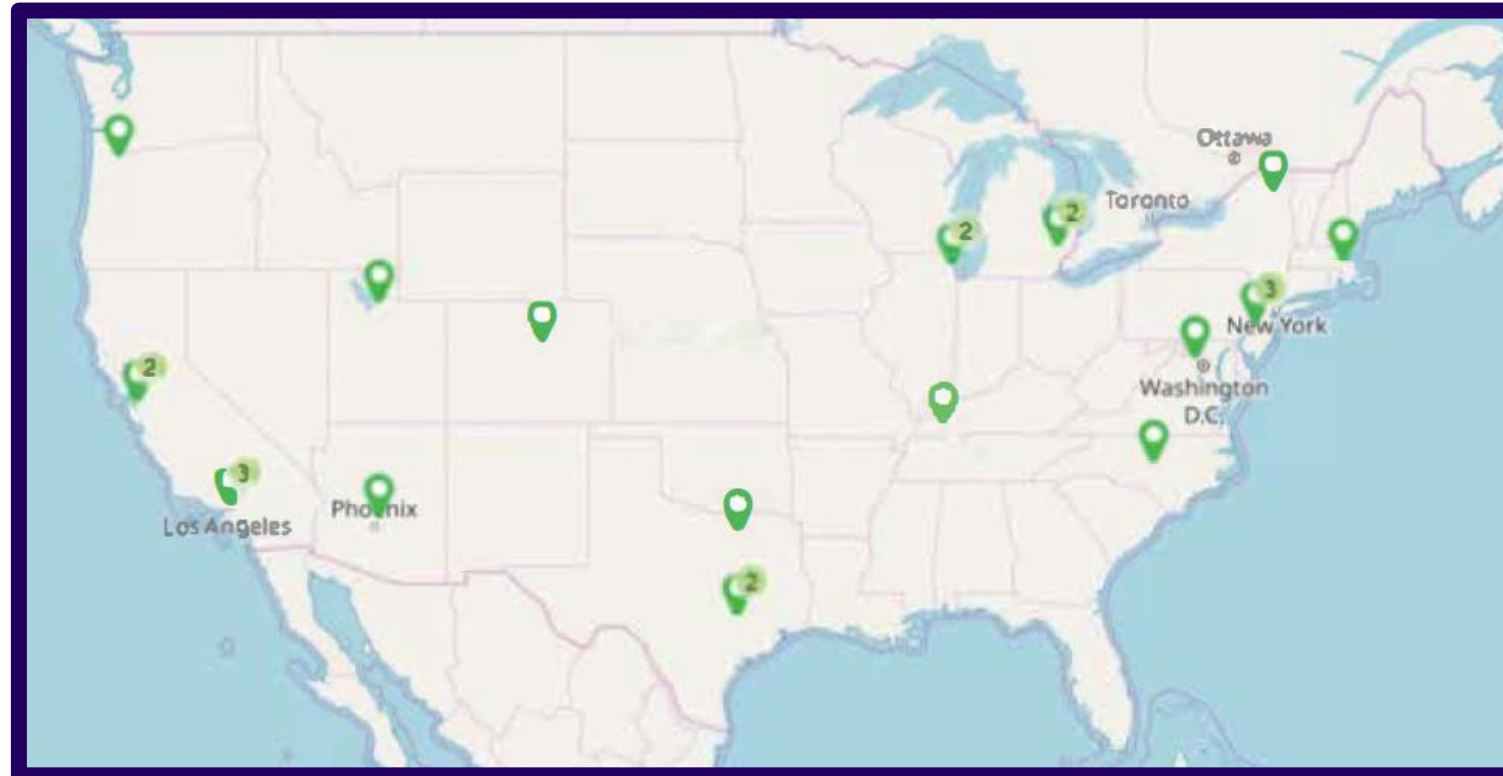 Ottawa
Toronto
2
2
3
New York
Washington
D.C.
2
3
Phoenix
Los Angeles
2